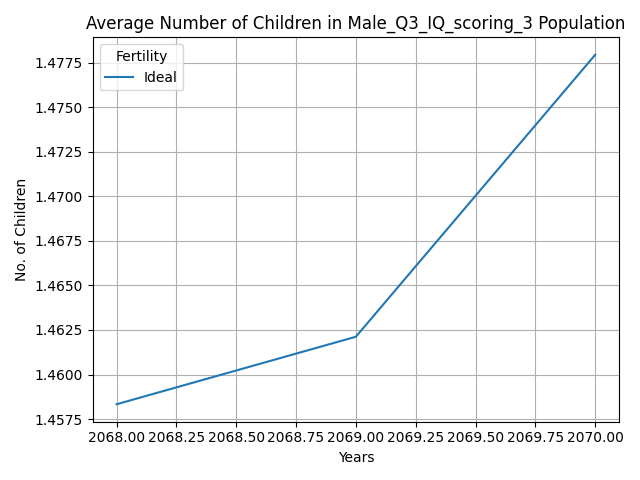 Average Number of Children in Male_Q3_IQ_scoring_3 Population
Fertility
Ideal
No. of Children
1.4775
1.4750
1.4725
1.4700
1.4675
1.4650
1.4625
1.4600
1.4575
2068.00 2068.25 2068.50 2068.75 2069.00 2069.25 2069.50 2069.75 2070.00
Years